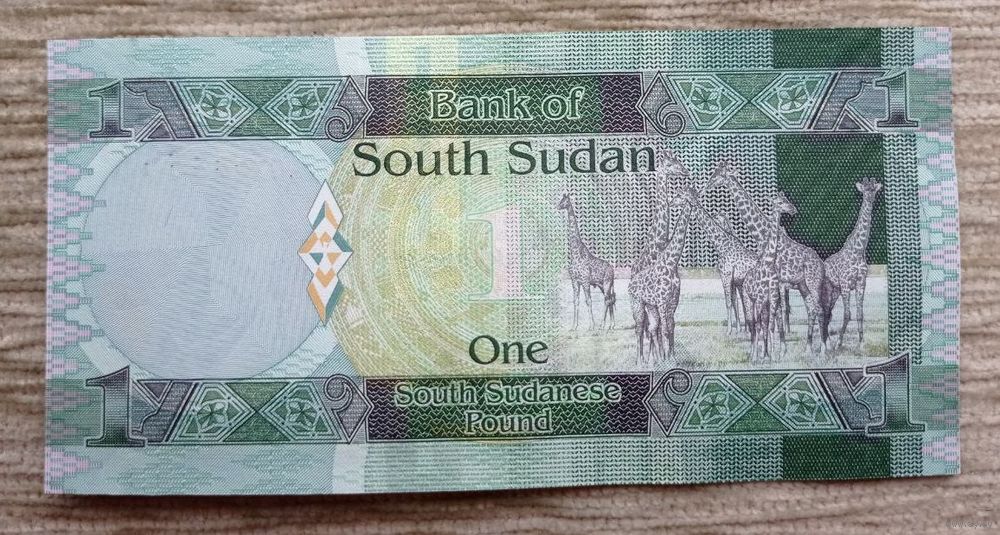 1 Bank of 1
South Sudan
1
One
1 South Sudanese 1
Pound